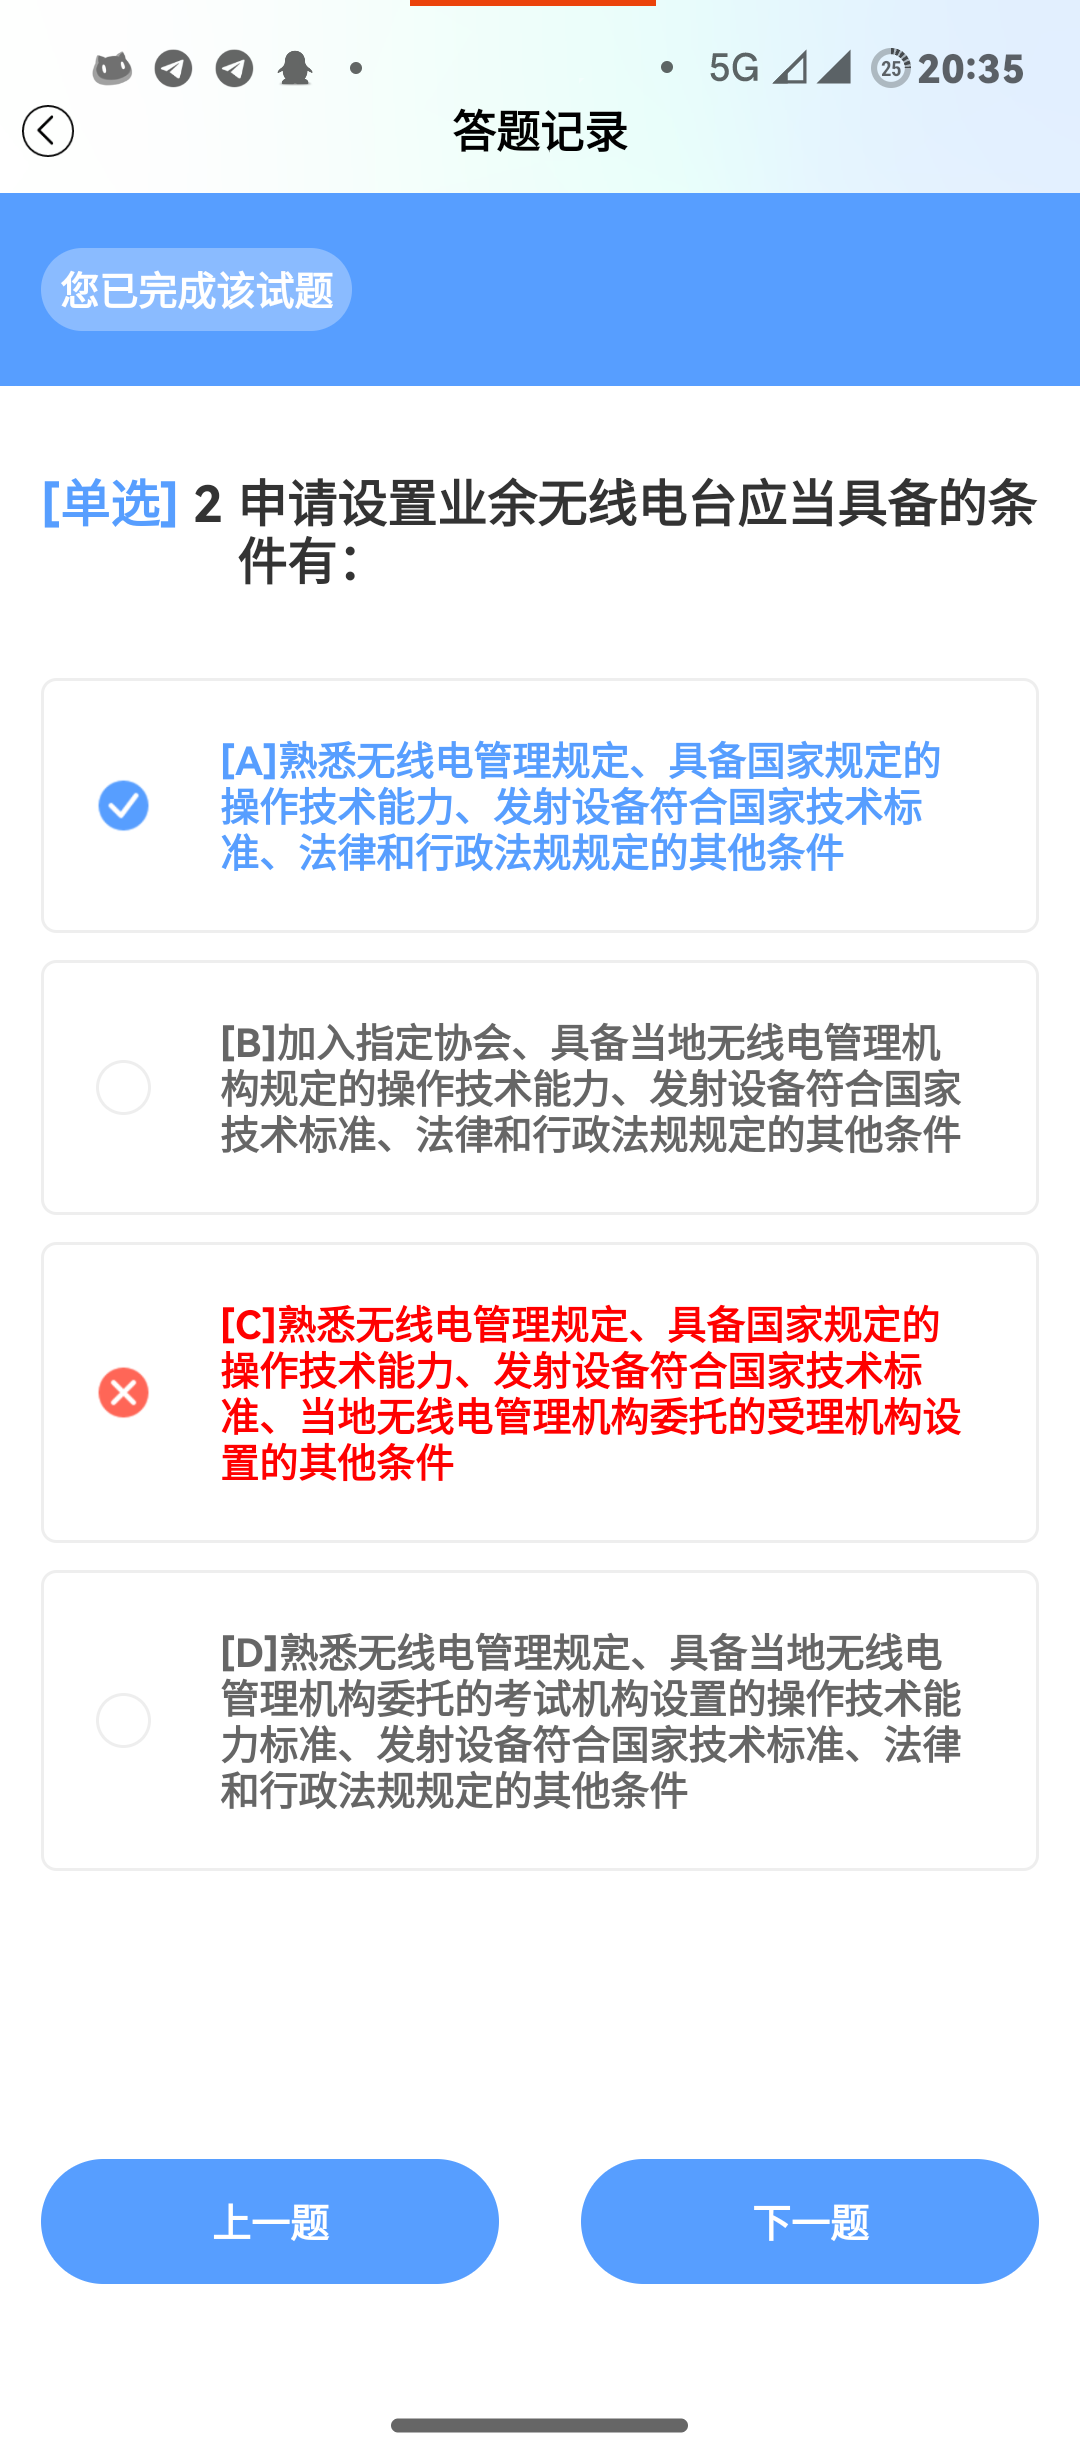 5G 25 20:35
答题记录
您已完成该试题
[单选] 2 申请设置业余无线电台应当具备的条
件有：
[A]熟悉无线电管理规定、具备国家规定的
操作技术能力、发射设备符合国家技术标
准、法律和行政法规规定的其他条件
[B]加入指定协会、具备当地无线电管理机
构规定的操作技术能力、发射设备符合国家
技术标准、法律和行政法规规定的其他条件
[C]熟悉无线电管理规定、具备国家规定的
操作技术能力、发射设备符合国家技术标
准、当地无线电管理机构委托的受理机构设
置的其他条件
[D]熟悉无线电管理规定、具备当地无线电
管理机构委托的考试机构设置的操作技术能
力标准、发射设备符合国家技术标准、法律
和行政法规规定的其他条件
上一题 下一题